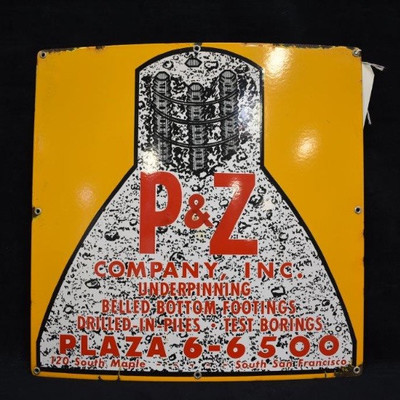 P&Z
COMPANY, INC.
UNDERPINNING
BELLED BOTTOM FOOTINGS
DRILLED-IN-PILES • TEST BORINGS
PLAZA 6-6500
120 South Maple South San Francisco